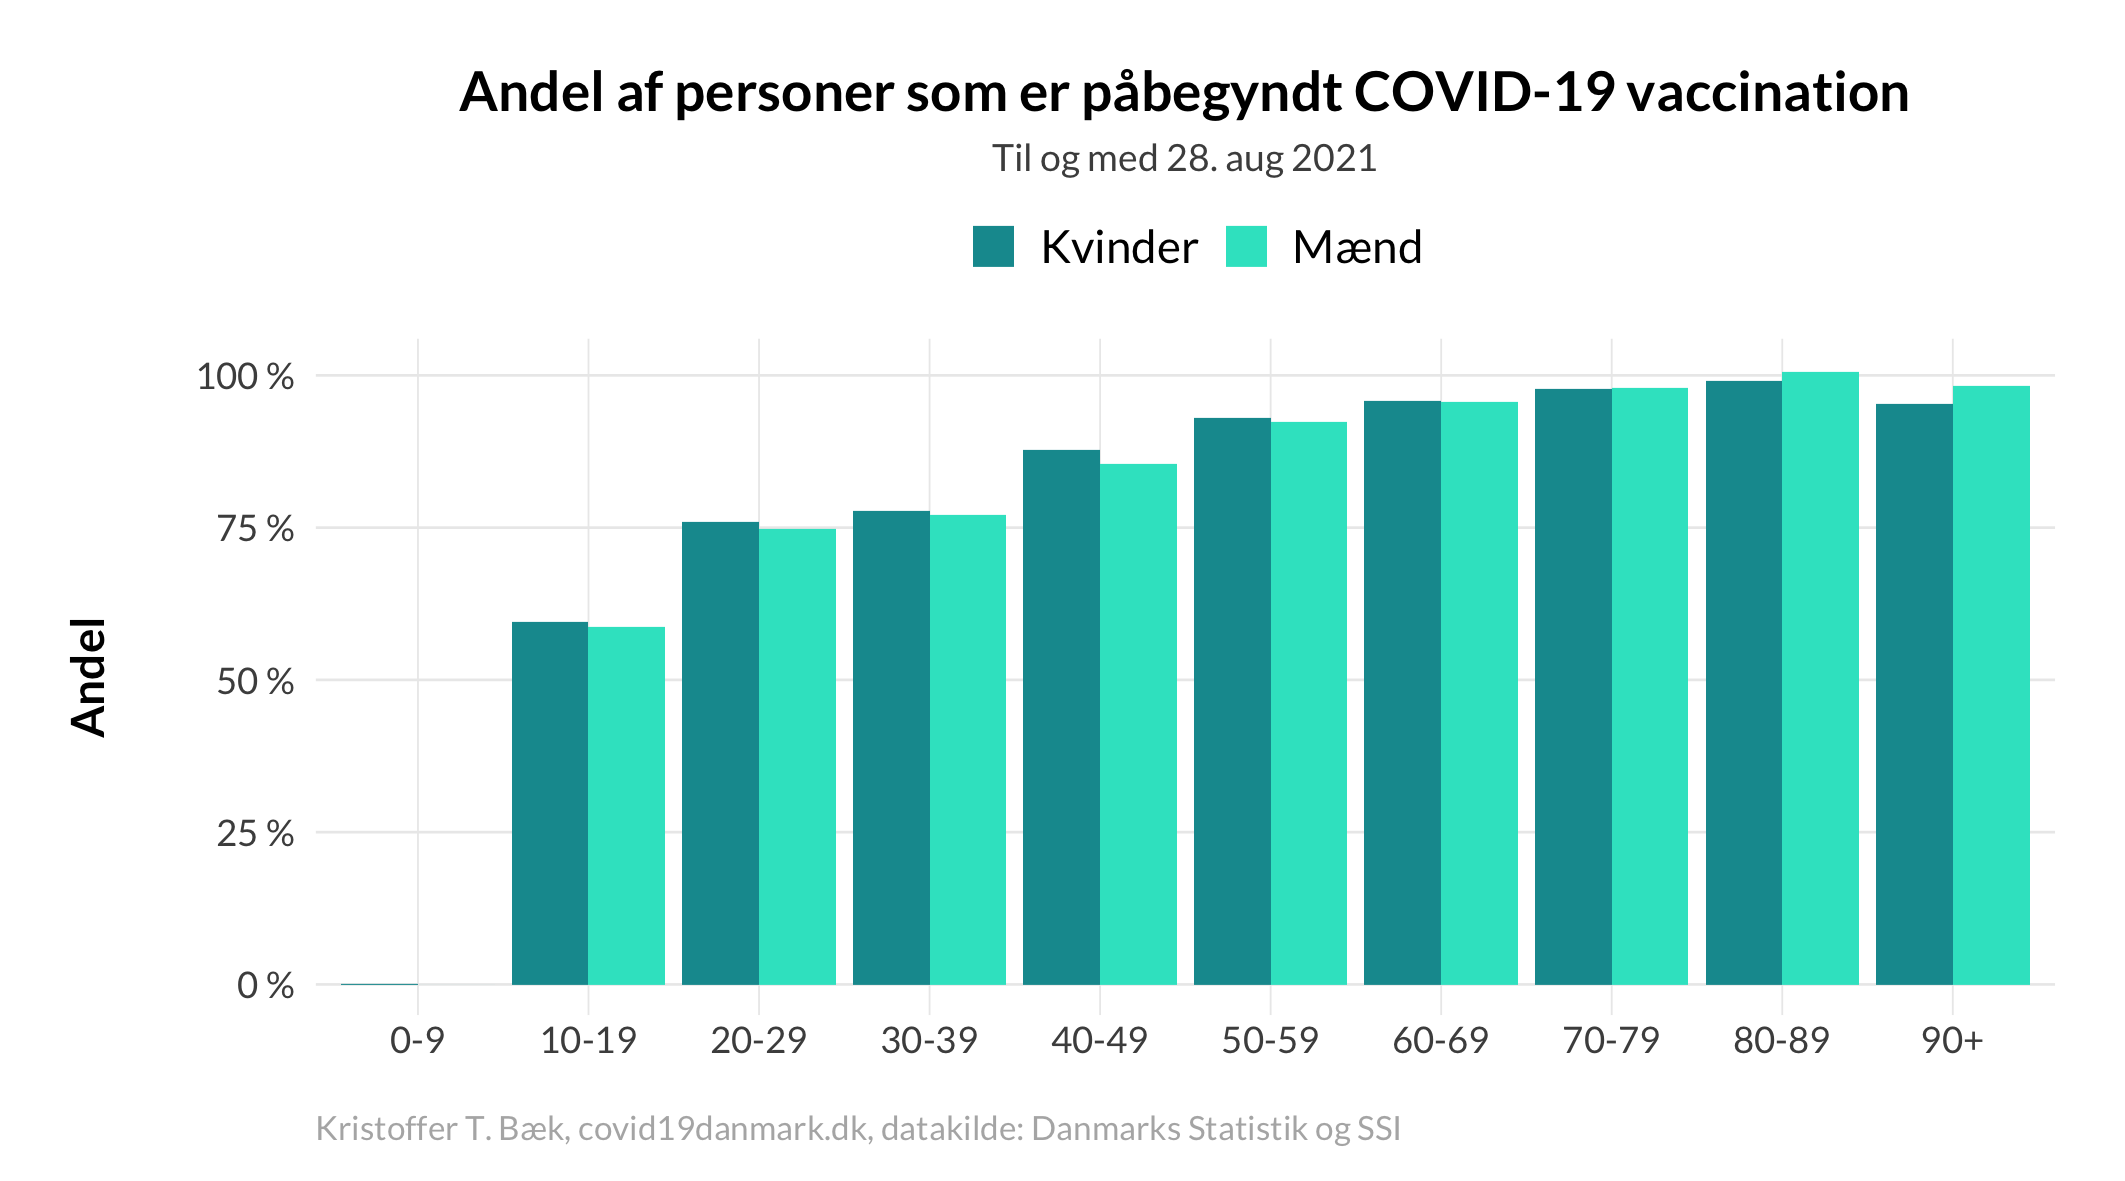 Andel af personer som er påbegyndt COVID-19 vaccination
Til og med 28. aug 2021
Kvinder Mænd
100 %
75 %
50 %
25 %
0 %
Andel
0-9 10-19 20-29 30-39 40-49 50-59 60-69 70-79 80-89 90+
Kristoffer T. Bæk, covid19danmark.dk, datakilde: Danmarks Statistik og SSI